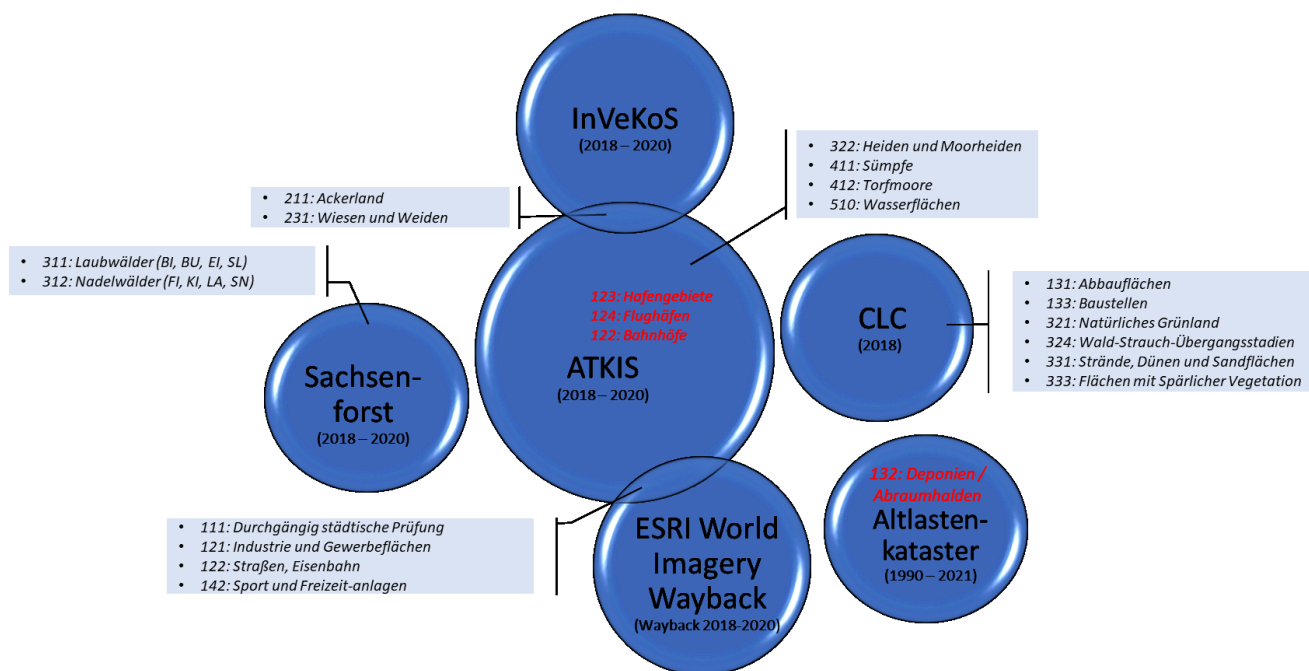 InVeKoS
(2018 – 2020)
• 322: Heiden und Moorheiden
• 411: Sümpfe
• 412: Torfmoore
• 510: Wasserflächen
• 211: Ackerland
• 231: Wiesen und Weiden
• 311: Laubwälder (BI, BU, EI, SL)
• 312: Nadelwälder (FI, KI, LA, SN)
123: Hafengebiete
124: Flughäfen
122: Bahnhöfe
ATKIS
(2018 – 2020)
CLC
(2018)
• 131: Abbauflächen
• 133: Baustellen
• 321: Natürliches Grünland
• 324: Wald-Strauch-Übergangsstadien
• 331: Strände, Dünen und Sandflächen
• 333: Flächen mit Spärlicher Vegetation
Sachsen-
forst
(2018 – 2020)
132: Deponien /
Abraumhalden
Altlasten-
kataster
(1990 – 2021)
• 111: Durchgängig städtische Prüfung
• 121: Industrie und Gewerbeflächen
• 122: Straßen, Eisenbahn
• 142: Sport und Freizeit-anlagen
ESRI World
Imagery
Wayback
(Wayback 2018-2020)